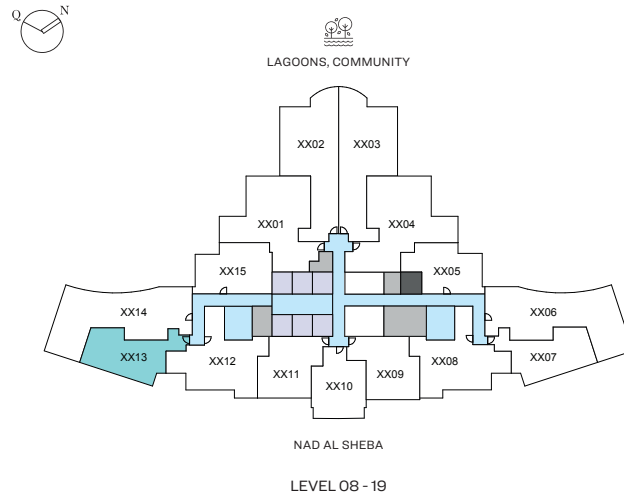 Q N
LAGOONS, COMMUNITY
XX02 XX03
XX01 XX04
XX15 XX05
XX14 XX06
XX13 XX12 XX08 XX07
XX11 XX10 XX09
NAD AL SHEBA
LEVEL 08 - 19